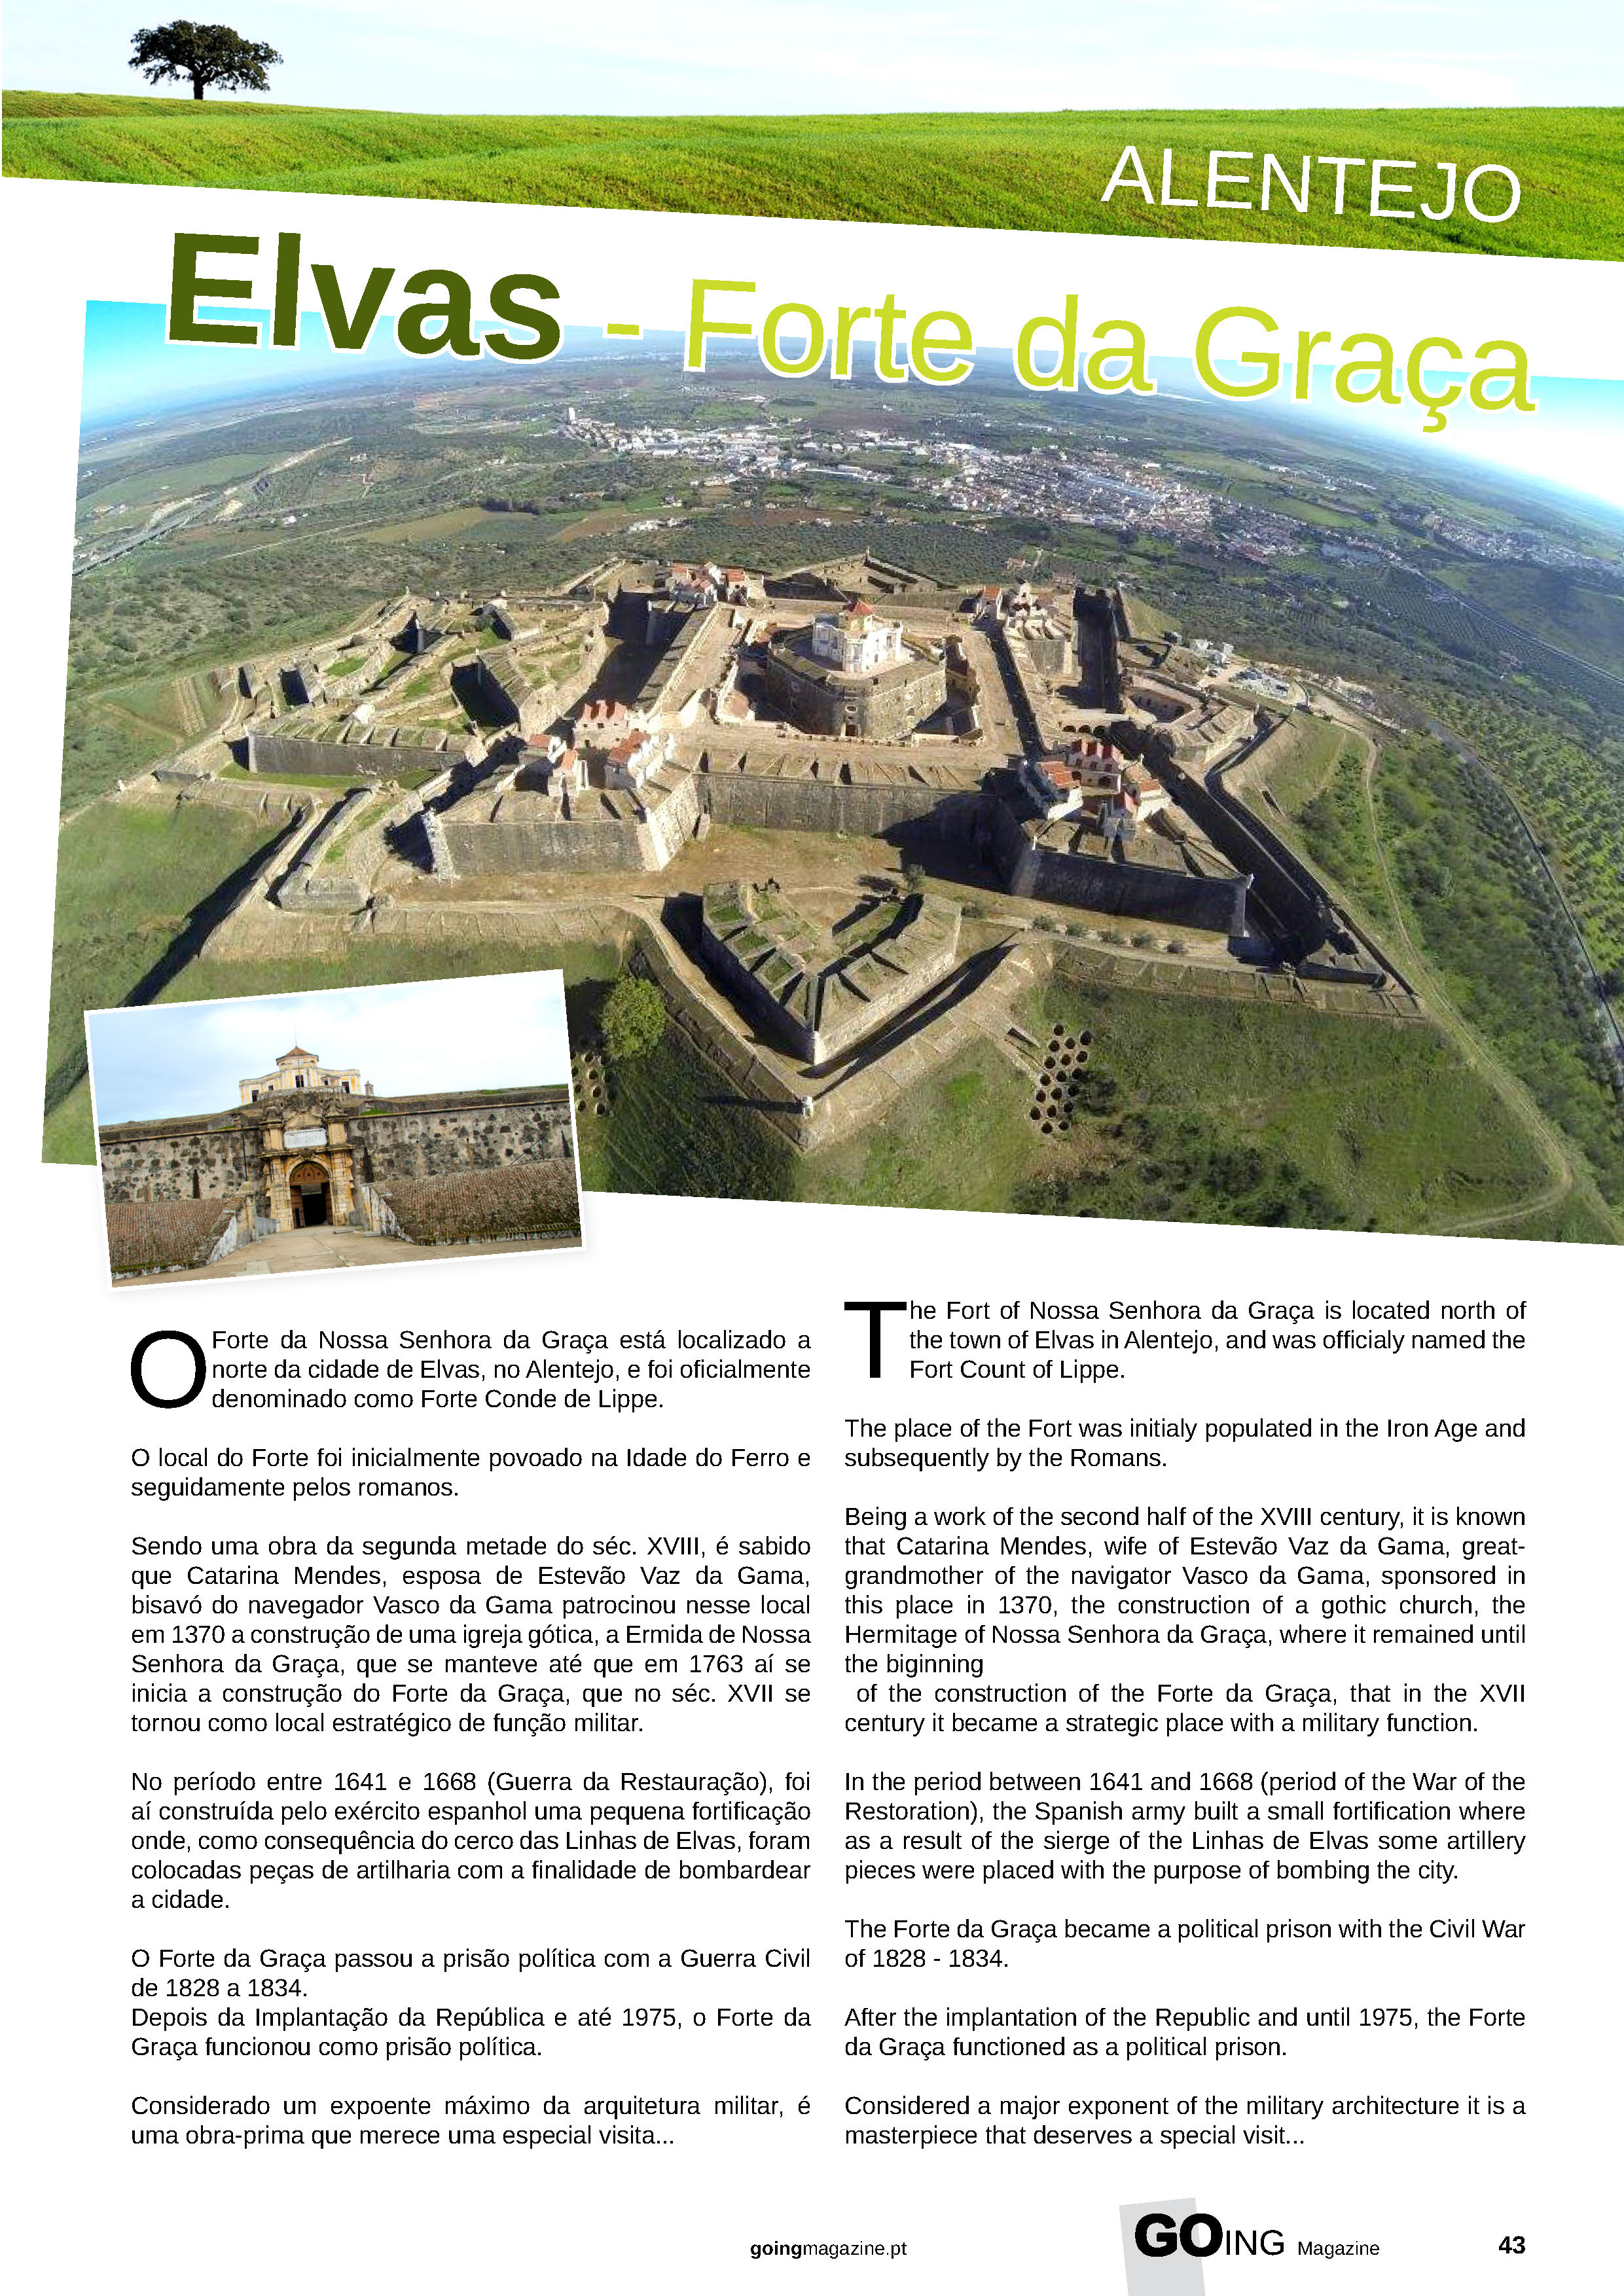 ALENTEJO
Elvas - Forte da Graça
O Forte da Nossa Senhora da Graça está localizado a
norte da cidade de Elvas, no Alentejo, e foi oficialmente
denominado como Forte Conde de Lippe.
O local do Forte foi inicialmente povoado na Idade do Ferro e
seguidamente pelos romanos.
Sendo uma obra da segunda metade do séc. XVIII, é sabido
que Catarina Mendes, esposa de Estevão Vaz da Gama,
bisavó do navegador Vasco da Gama patrocinou nesse local
em 1370 a construção de uma igreja gótica, a Ermida de Nossa
Senhora da Graça, que se manteve até que em 1763 aí se
inicia a construção do Forte da Graça, que no séc. XVII se
tornou como local estratégico de função militar.
No período entre 1641 e 1668 (Guerra da Restauração), foi
aí construída pelo exército espanhol uma pequena fortificação
onde, como consequência do cerco das Linhas de Elvas, foram
colocadas peças de artilharia com a finalidade de bombardear
a cidade.
O Forte da Graça passou a prisão política com a Guerra Civil
de 1828 a 1834.
Depois da Implantação da República e até 1975, o Forte da
Graça funcionou como prisão política.
Considerado um expoente máximo da arquitetura militar, é
uma obra-prima que merece uma especial visita...
The Fort of Nossa Senhora da Graça is located north of
the town of Elvas in Alentejo, and was officialy named the
Fort Count of Lippe.
The place of the Fort was initialy populated in the Iron Age and
subsequently by the Romans.
Being a work of the second half of the XVIII century, it is known
that Catarina Mendes, wife of Estevão Vaz da Gama, great-
grandmother of the navigator Vasco da Gama, sponsored in
this place in 1370, the construction of a gothic church, the
Hermitage of Nossa Senhora da Graça, where it remained until
the biginning
of the construction of the Forte da Graça, that in the XVII
century it became a strategic place with a military function.
In the period between 1641 and 1668 (period of the War of the
Restoration), the Spanish army built a small fortification where
as a result of the sierge of the Linhas de Elvas some artillery
pieces were placed with the purpose of bombing the city.
The Forte da Graça became a political prison with the Civil War
of 1828 - 1834.
After the implantation of the Republic and until 1975, the Forte
da Graça functioned as a political prison.
Considered a major exponent of the military architecture it is a
masterpiece that deserves a special visit...
goingmagazine.pt
GOING Magazine
43